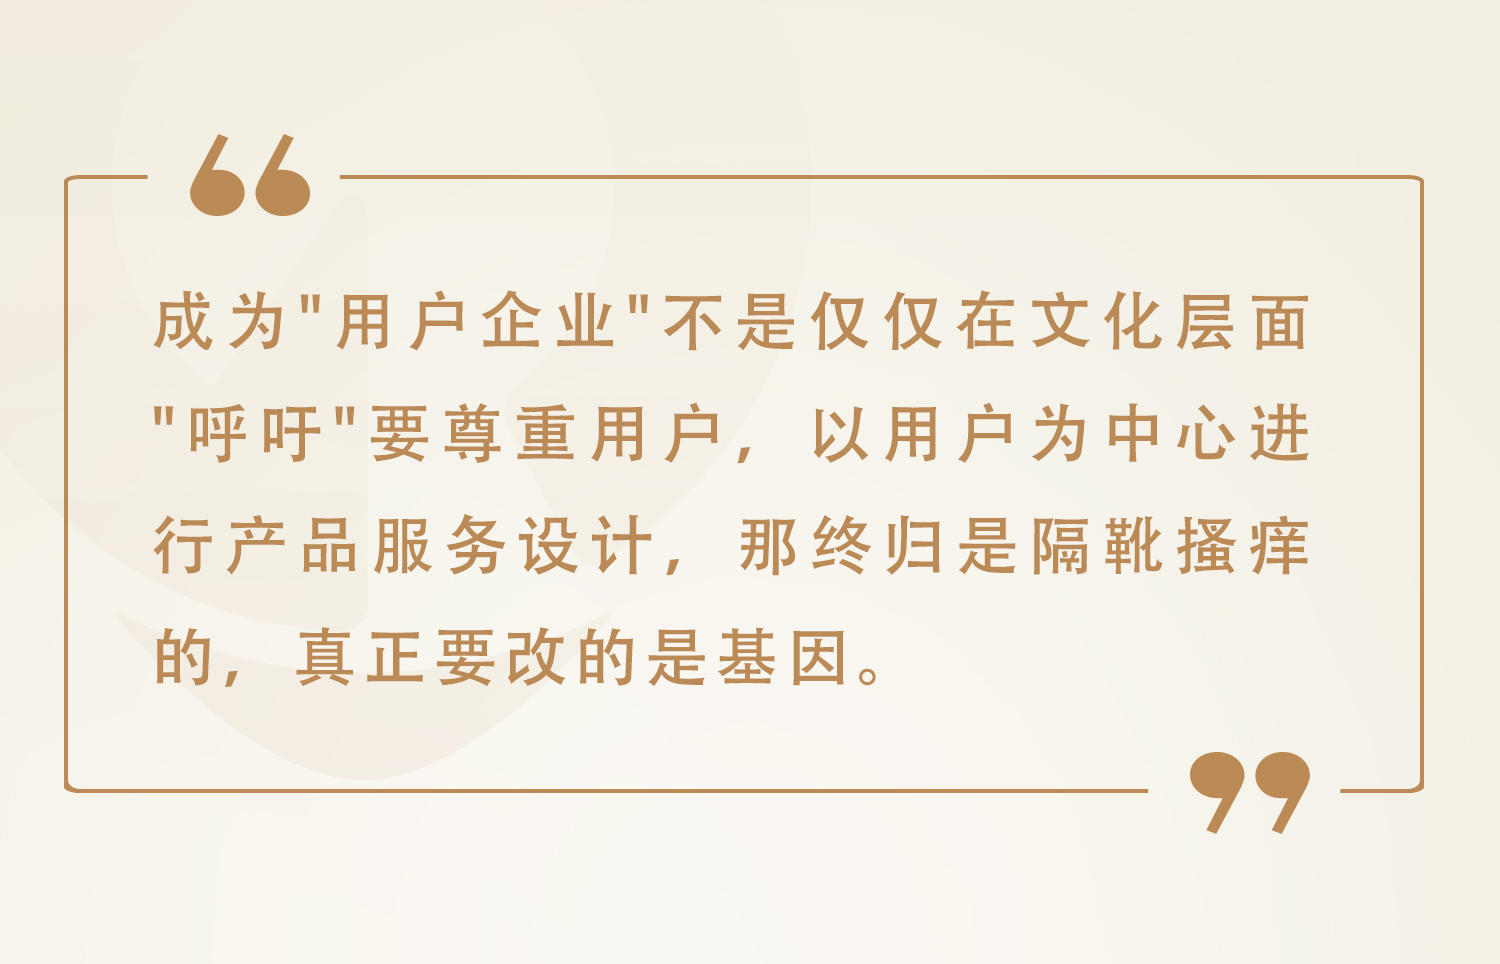 成为"用户企业"不是仅仅在文化层面
"呼吁"要尊重用户，以用户为中心进
行产品服务设计，那终归是隔靴搔痒
的，真正要改的是基因。